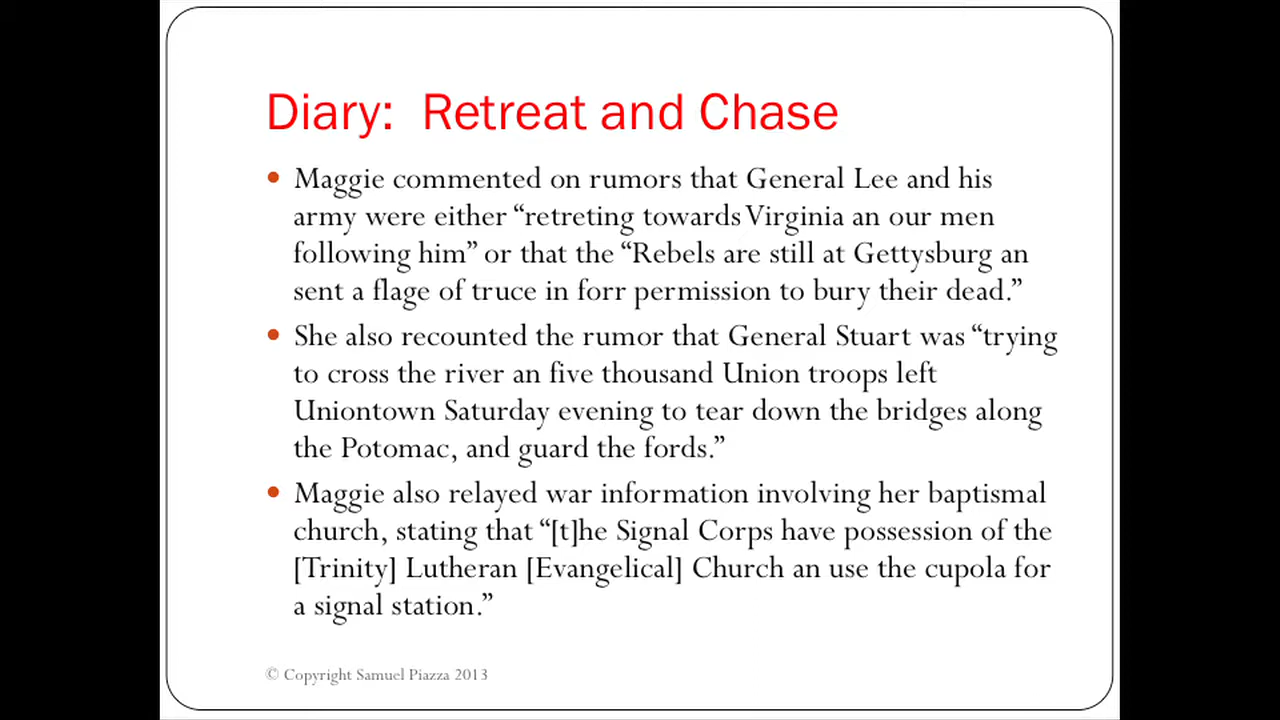 Diary: Retreat and Chase
• Maggie commented on rumors that General Lee and his
army were either “retreting towards Virginia an our men
following him” or that the “Rebels are still at Gettysburg an
sent a flage of truce in forr permission to bury their dead.”
• She also recounted the rumor that General Stuart was “trying
to cross the river an five thousand Union troops left
Uniontown Saturday evening to tear down the bridges along
the Potomac, and guard the fords.”
• Maggie also relayed war information involving her baptismal
church, stating that “[t]he Signal Corps have possession of the
[Trinity] Lutheran [Evangelical] Church an use the cupola for
a signal station.”
© Copyright Samuel Piazza 2013